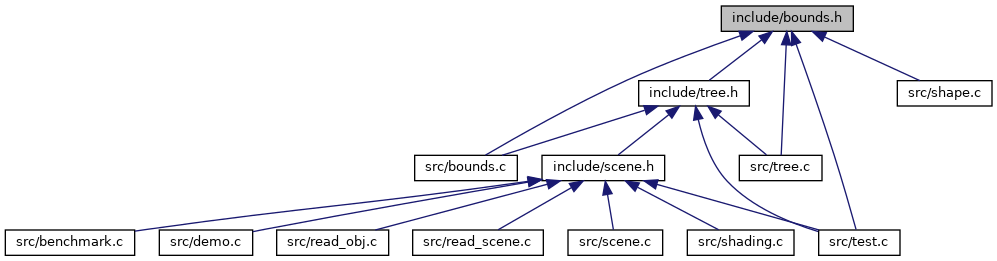 include/bounds.h
include/tree.h
src/shape.c
src/bounds.c
include/scene.h
src/tree.c
src/benchmark.c
src/demo.c
src/read_obj.c
src/read_scene.c
src/scene.c
src/shading.c
src/test.c